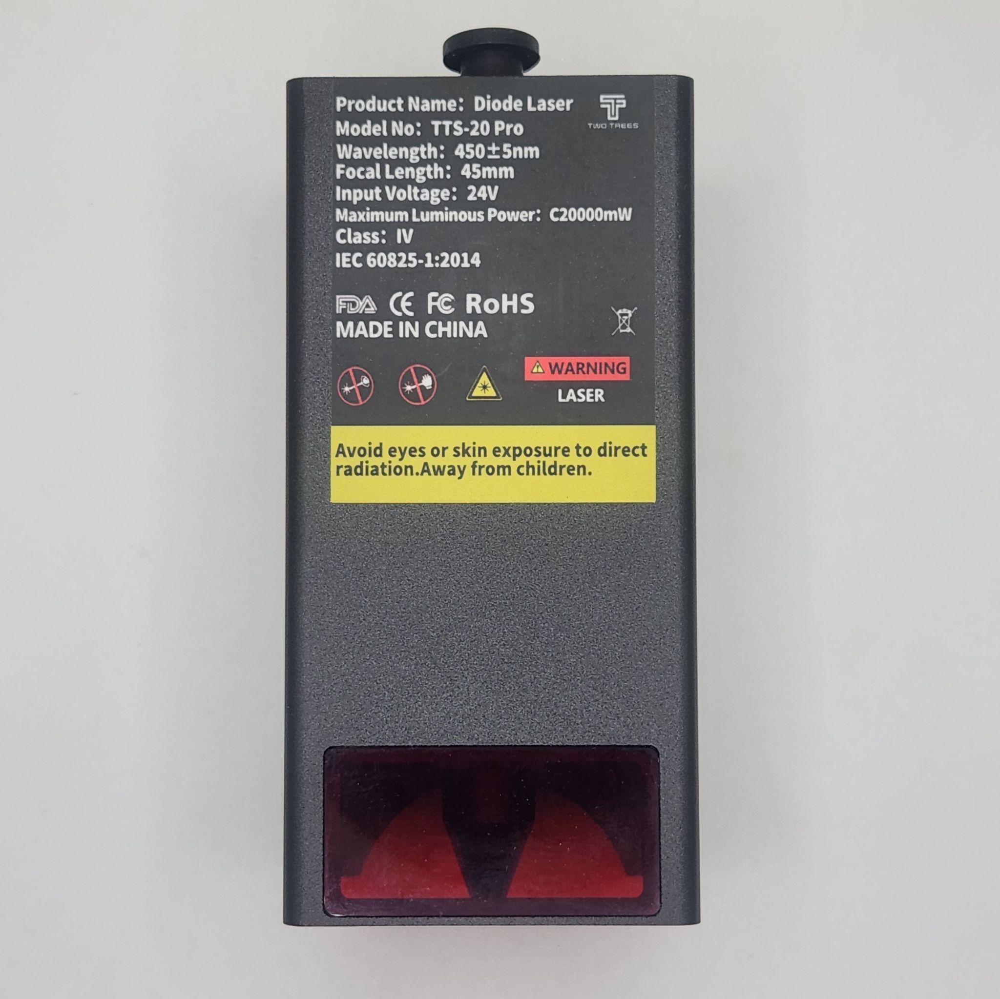 Product Name: Diode Laser
TWO TREES
Model No: TTS-20 Pro
Wavelength: 450±5nm
Focal Length: 45mm
Input Voltage: 24V
Maximum Luminous Power: C20000mW
Class: IV
IEC 60825-1:2014
FDA CE FC RoHS
MADE IN CHINA
WARNING
LASER
Avoid eyes or skin exposure to direct
radiation.Away from children.